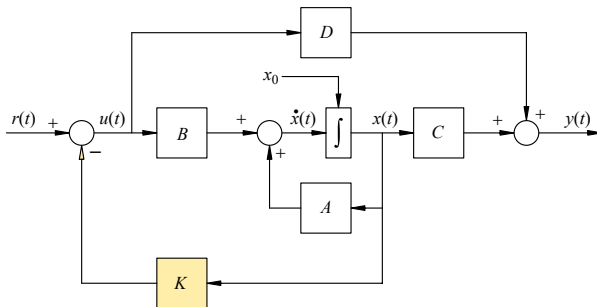 D
x₀
r(t) + u(t) B + ẋ(t) ∫ x(t) C + + y(t)
− +
A
K